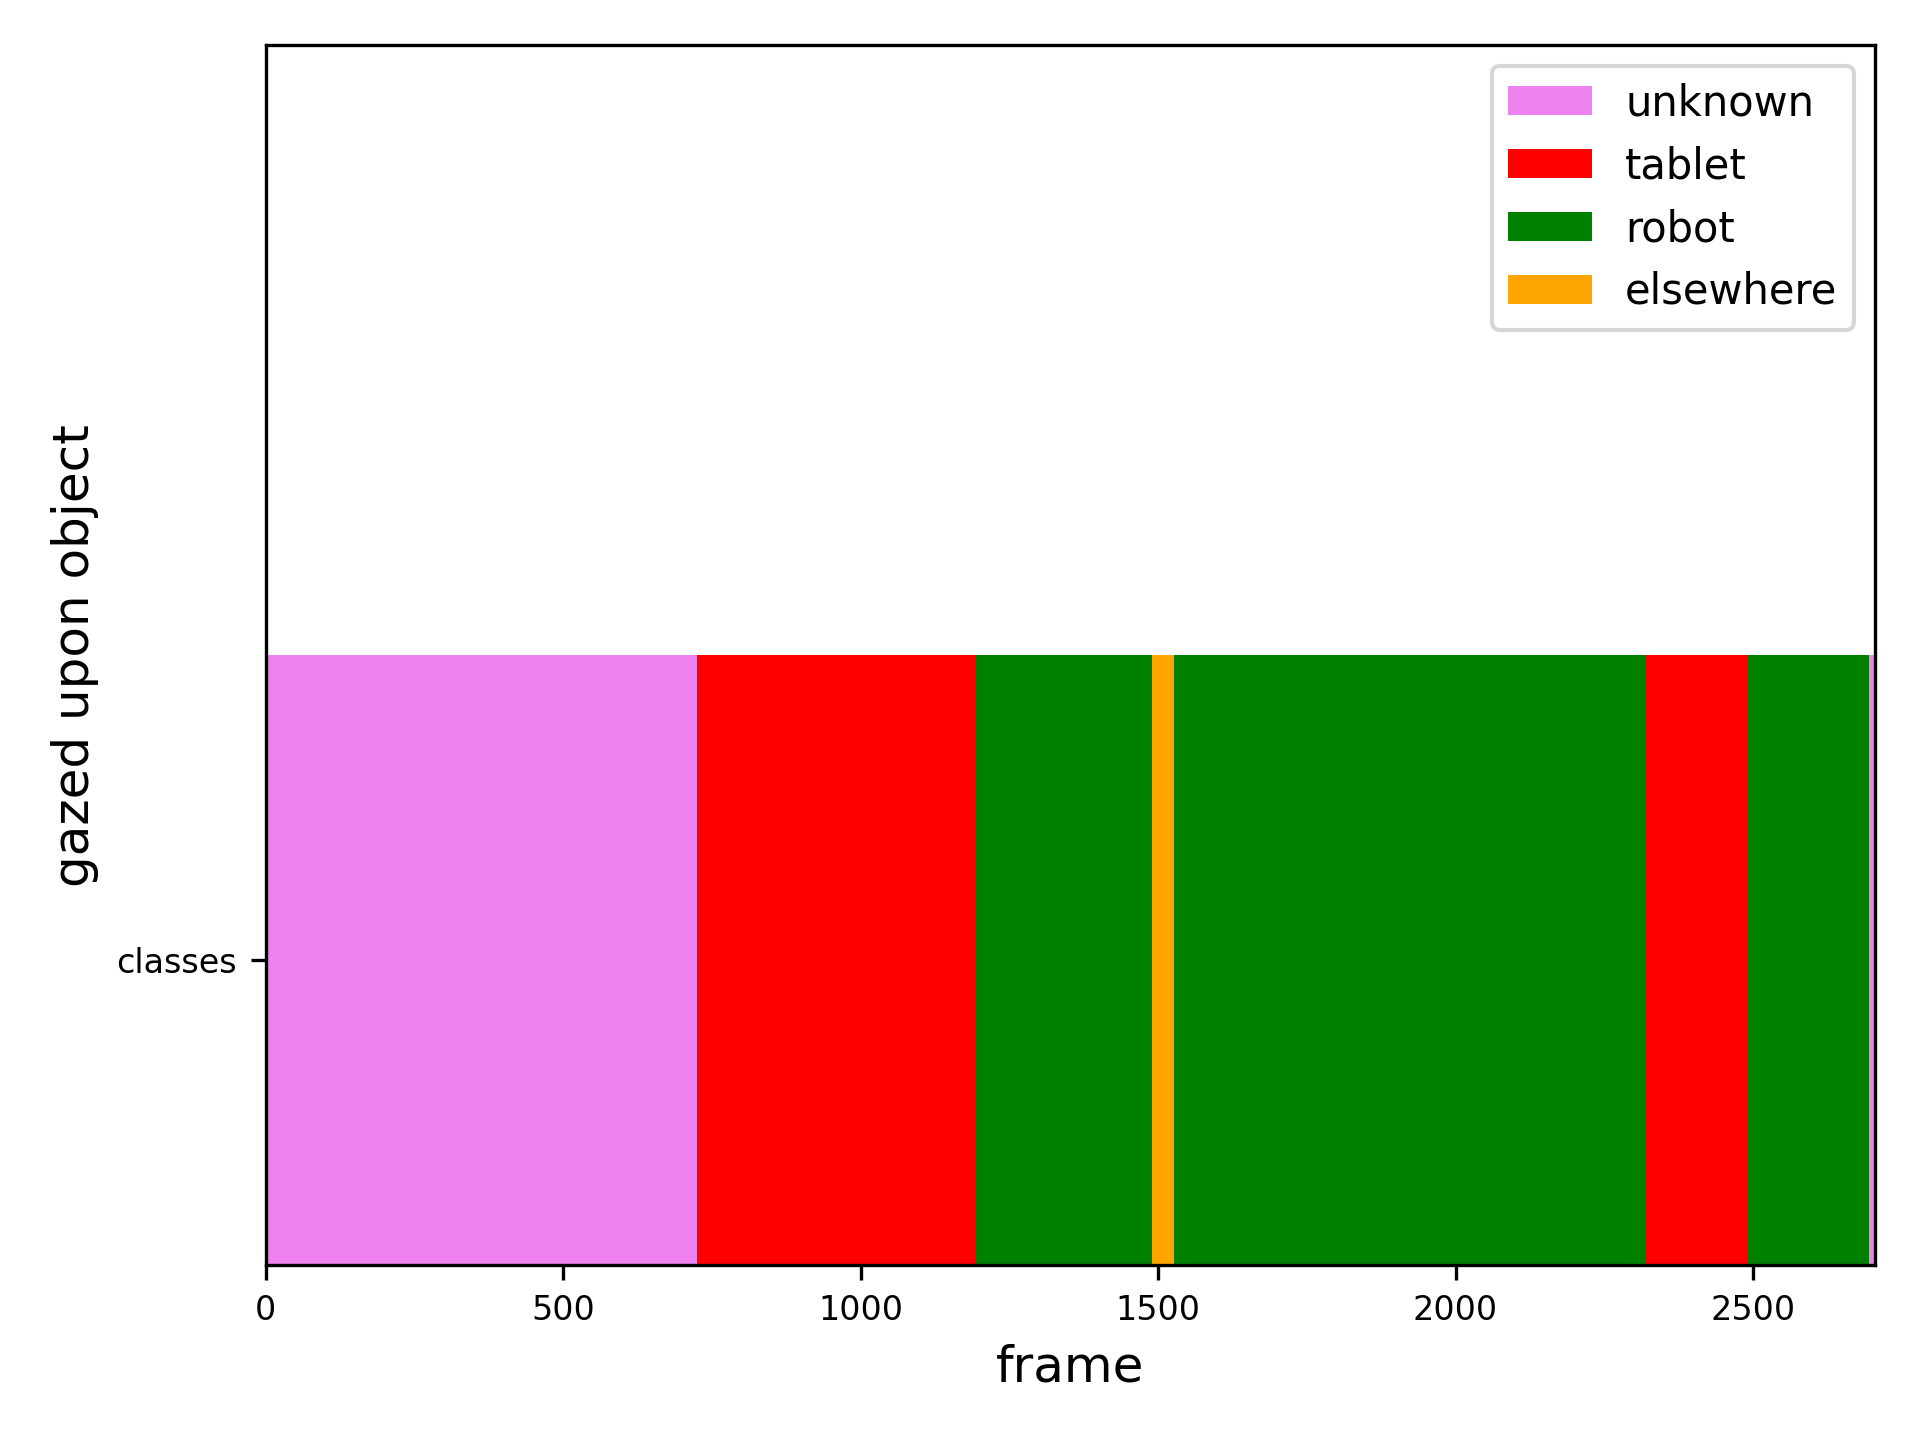 unknown
tablet
robot
elsewhere
gazed upon object
classes
0 500 1000 1500 2000 2500
frame